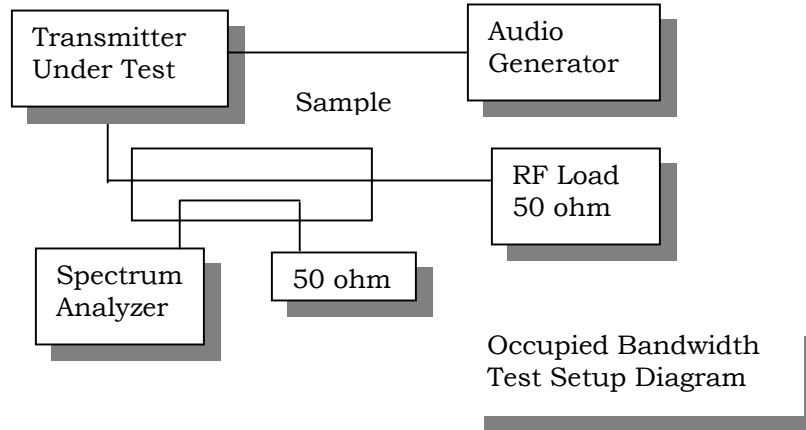 Transmitter
Under Test
Audio
Generator
Sample
RF Load
50 ohm
Spectrum
Analyzer
50 ohm
Occupied Bandwidth
Test Setup Diagram